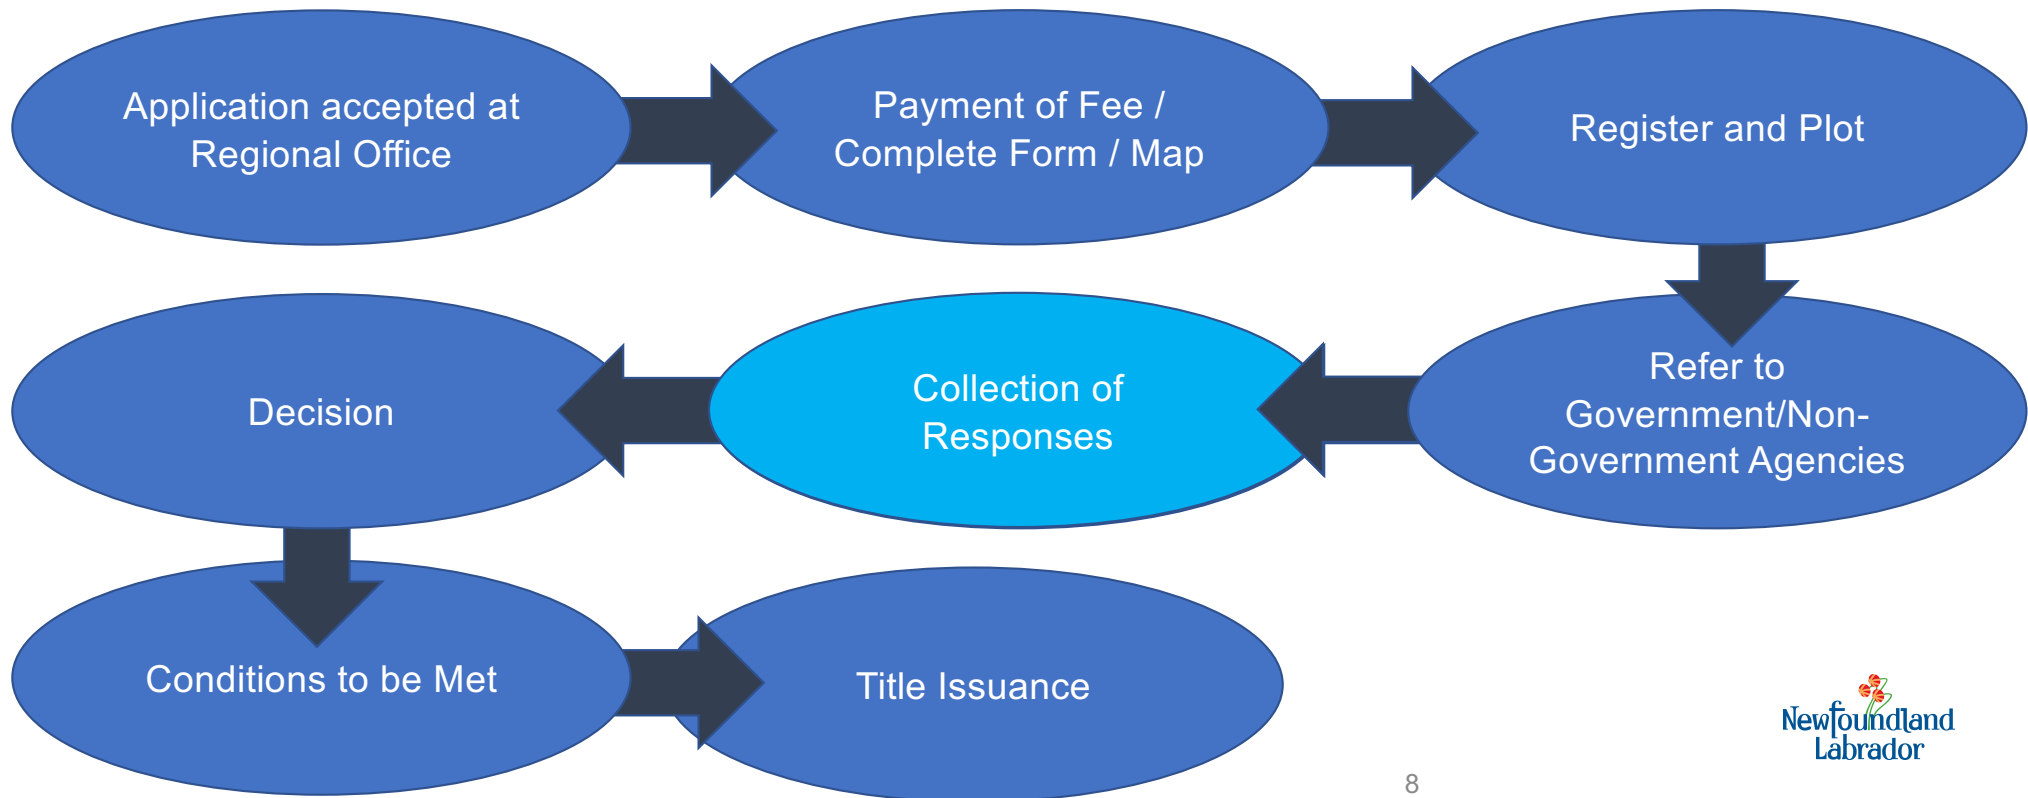 Application accepted at
Regional Office
Payment of Fee /
Complete Form / Map
Register and Plot
Refer to
Government/Non-
Government Agencies
Collection of
Responses
Decision
Conditions to be Met
Title Issuance
Newfoundland
Labrador
8